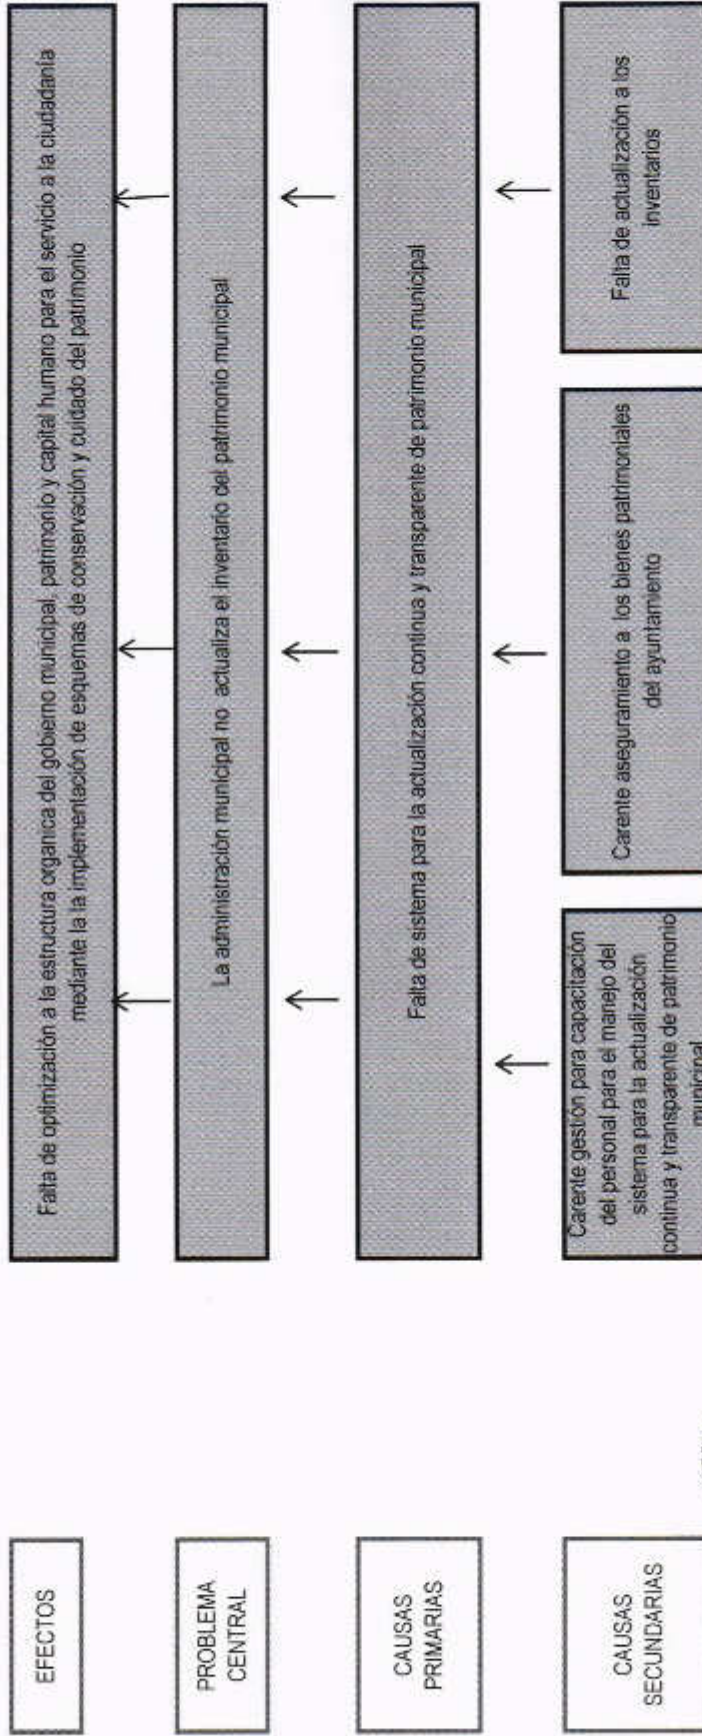 EFECTOS
Falta de optimización a la estructura organica del gobierno municipal, patrimonio y capital humano para el servicio a la ciudadanía
mediante la la implementación de esquemas de conservación y cuidado del patrimonio
PROBLEMA
CENTRAL
La administración municipal no actualiza el inventario del patrimonio municipal
CAUSAS
PRIMARIAS
Falta de sistema para la actualización continua y transparente de patrimonio municipal
CAUSAS
SECUNDARIAS
Carente gestión para capacitación
del personal para el manejo del
sistema para la actualización
continua y transparente de patrimonio
municipal
Carente aseguramiento a los bienes patrimoniales
del ayuntamiento
Falta de actualización a los
inventarios